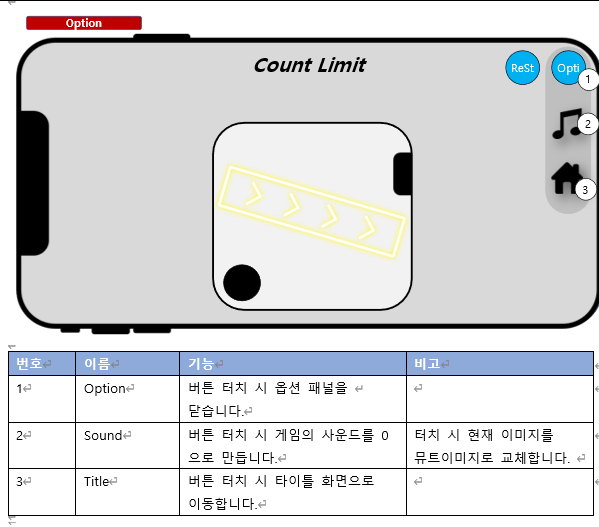 Option
Count Limit
ReSt
Opti
1
2
3
번호 이름 기능 비고
1 Option 버튼 터치 시 옵션 패널을
닫습니다.
2 Sound 버튼 터치 시 게임의 사운드를 0 터치 시 현재 이미지를
으로 만듭니다. 뮤트이미지로 교체합니다.
3 Title 버튼 터치 시 타이틀 화면으로
이동합니다.